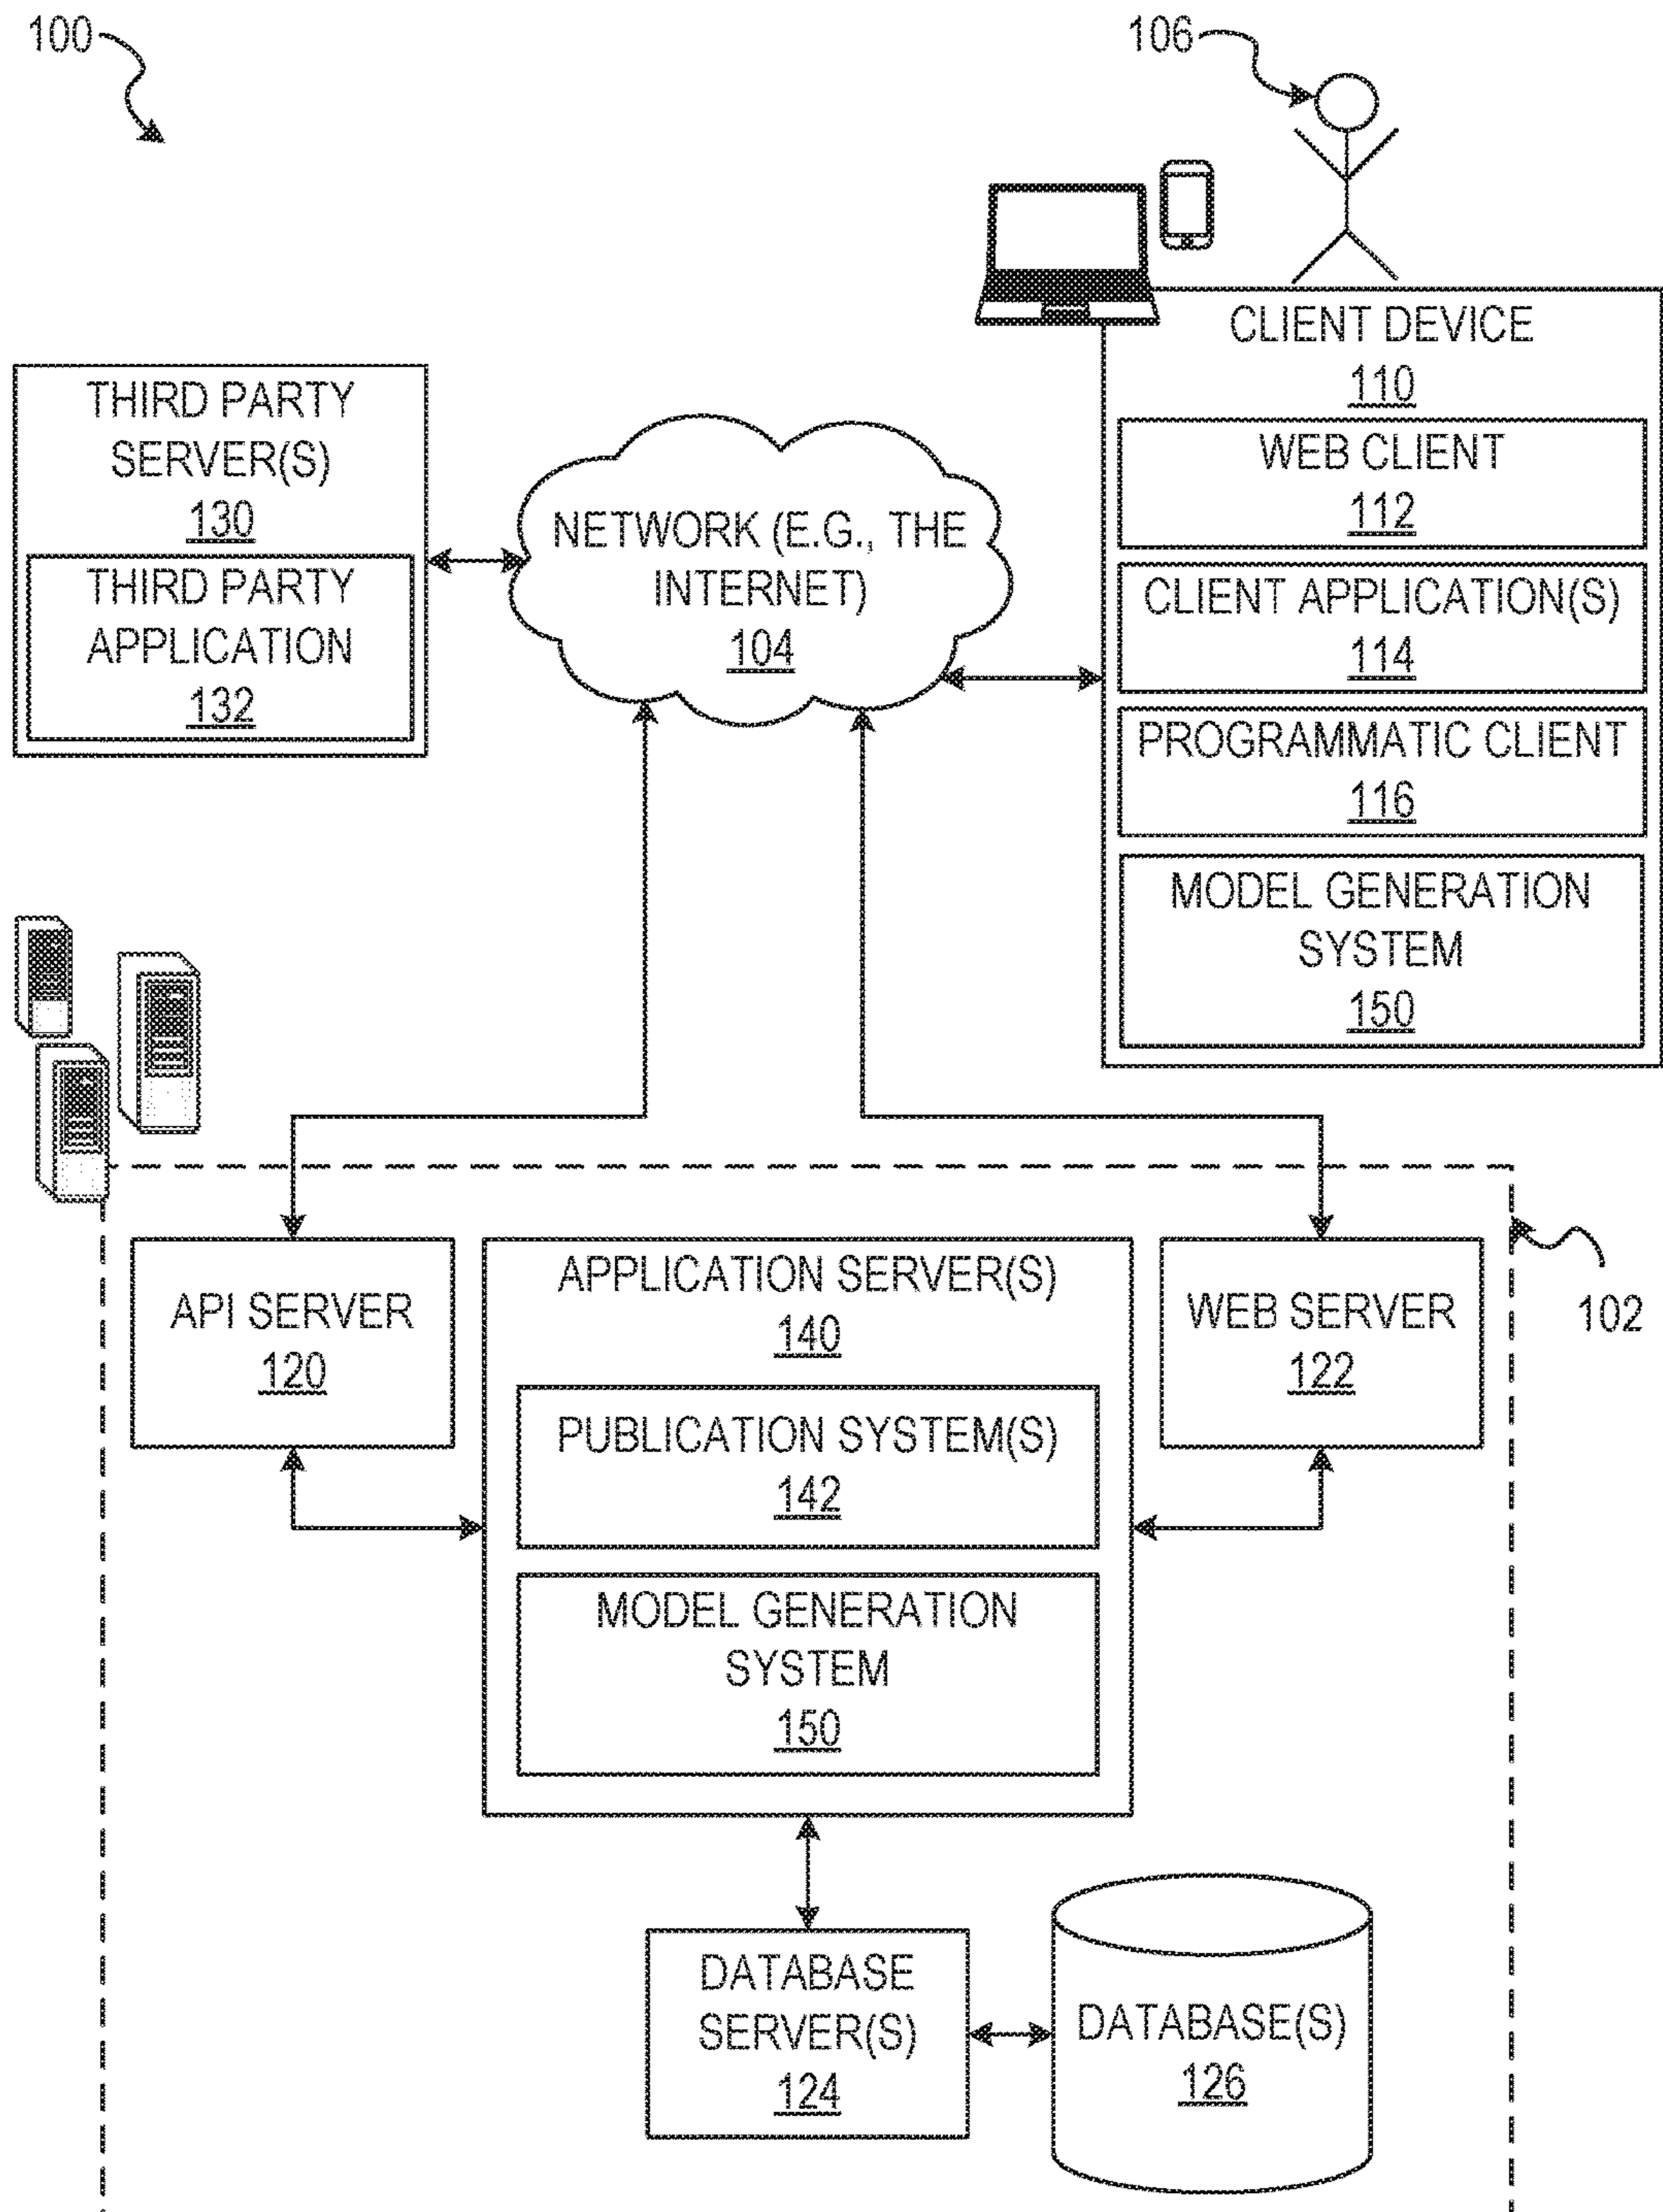 100
106
CLIENT DEVICE
110
WEB CLIENT
112
CLIENT APPLICATION(S)
114
PROGRAMMATIC CLIENT
116
MODEL GENERATION
SYSTEM
150
THIRD PARTY
SERVER(S)
130
THIRD PARTY
APPLICATION
132
NETWORK (E.G., THE
INTERNET)
104
102
API SERVER
120
APPLICATION SERVER(S)
140
PUBLICATION SYSTEM(S)
142
MODEL GENERATION
SYSTEM
150
WEB SERVER
122
DATABASE
SERVER(S)
124
DATABASE(S)
126